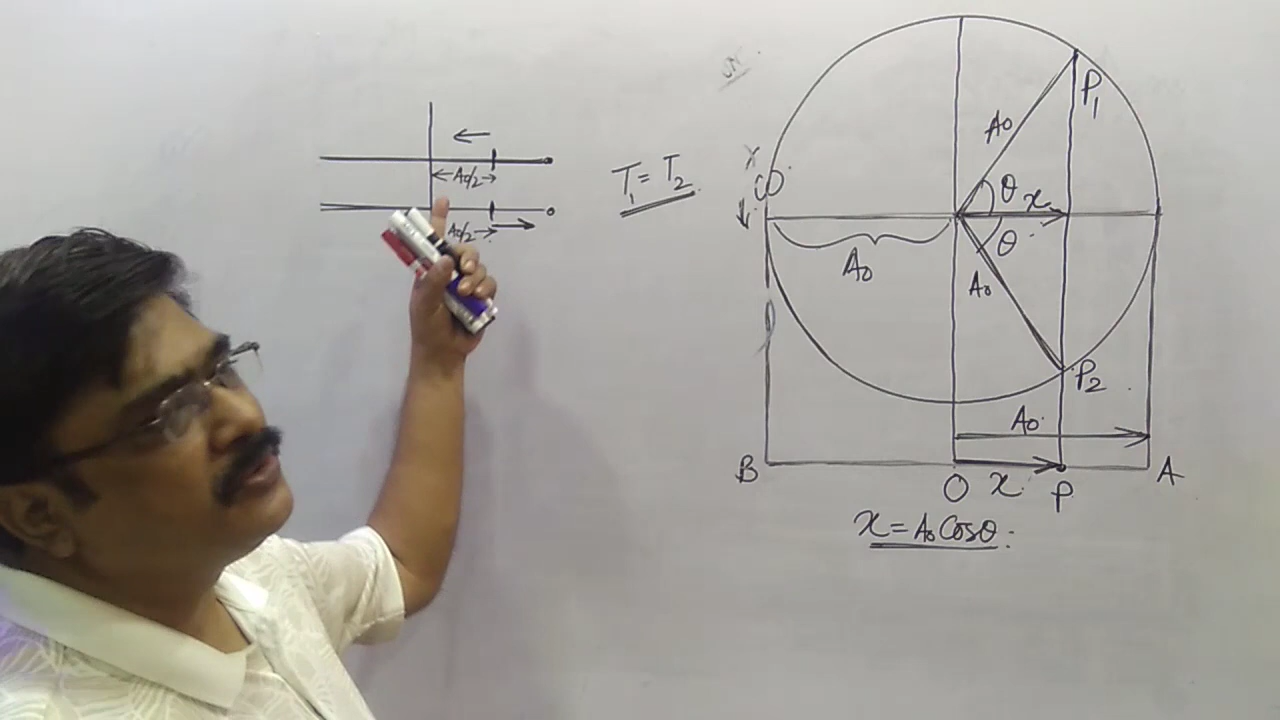 A₀/2
A₀/2
T₁ = T₂
P₁
A₀
θ
x
ω
θ
A₀
A₀
P₂
A₀
B
O
x
P
A
x = A₀ Cosθ